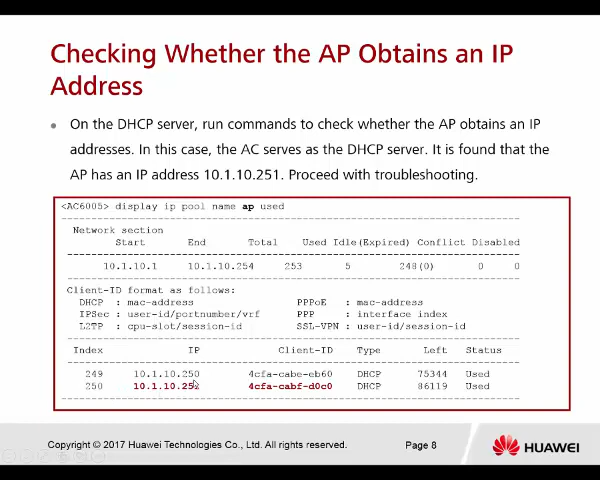 Checking Whether the AP Obtains an IP
Address
• On the DHCP server, run commands to check whether the AP obtains an IP
addresses. In this case, the AC serves as the DHCP server. It is found that the
AP has an IP address 10.1.10.251. Proceed with troubleshooting.
<AC6005> display ip pool name ap used
Network section
Start End Total Used Idle(Expired) Conflict Disabled
10.1.10.1 10.1.10.254 253 5 248(0) 0 0
Client-ID format as follows:
DHCP : mac-address PPPoE : mac-address
IPSec : user-id/portnumber/vrf PPP : interface index
L2TP : cpu-slot/session-id SSL-VPN : user-id/session-id
Index IP Client-ID Type Left Status
249 10.1.10.250 4cfa-cabe-eb60 DHCP 75344 Used
250 4cfa-cabf-d0c0 DHCP 86119 Used
Copyright © 2017 Huawei Technologies Co., Ltd. All rights reserved. Page 8
HUAWEI